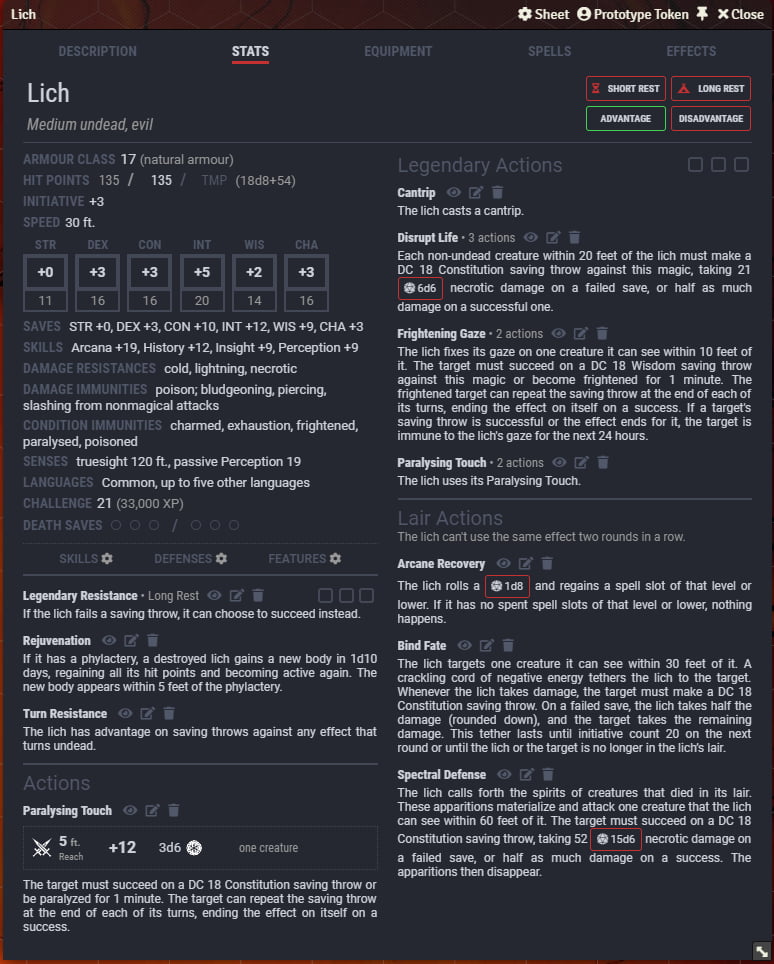 Lich
Sheet Prototype Token Close
DESCRIPTION STATS EQUIPMENT SPELLS EFFECTS
Lich
Medium undead, evil
SHORT REST LONG REST
ADVANTAGE DISADVANTAGE
ARMOUR CLASS 17 (natural armour)
HIT POINTS 135 / 135 / TMP (18d8+54)
INITIATIVE +3
SPEED 30 ft.
STR DEX CON INT WIS CHA
+0 +3 +3 +5 +2 +3
11 16 16 20 14 16
SAVES STR +0, DEX +3, CON +10, INT +12, WIS +9, CHA +3
SKILLS Arcana +19, History +12, Insight +9, Perception +9
DAMAGE RESISTANCES cold, lightning, necrotic
DAMAGE IMMUNITIES poison; bludgeoning, piercing,
slashing from nonmagical attacks
CONDITION IMMUNITIES charmed, exhaustion, frightened,
paralysed, poisoned
SENSES truesight 120 ft., passive Perception 19
LANGUAGES Common, up to five other languages
CHALLENGE 21 (33,000 XP)
DEATH SAVES /
SKILLS DEFENSES FEATURES
Legendary Resistance • Long Rest
If the lich fails a saving throw, it can choose to succeed instead.
Rejuvenation
If it has a phylactery, a destroyed lich gains a new body in 1d10
days, regaining all its hit points and becoming active again. The
new body appears within 5 feet of the phylactery.
Turn Resistance
The lich has advantage on saving throws against any effect that
turns undead.
Actions
Paralysing Touch
5 ft. +12 3d6 one creature
Reach
The target must succeed on a DC 18 Constitution saving throw or
be paralyzed for 1 minute. The target can repeat the saving throw
at the end of each of its turns, ending the effect on itself on a
success.
Legendary Actions
Cantrip
The lich casts a cantrip.
Disrupt Life • 3 actions
Each non-undead creature within 20 feet of the lich must make a
DC 18 Constitution saving throw against this magic, taking 21
6d6 necrotic damage on a failed save, or half as much
damage on a successful one.
Frightening Gaze • 2 actions
The lich fixes its gaze on one creature it can see within 10 feet of
it. The target must succeed on a DC 18 Wisdom saving throw
against this magic or become frightened for 1 minute. The
frightened target can repeat the saving throw at the end of each of
its turns, ending the effect on itself on a success. If a target's
saving throw is successful or the effect ends for it, the target is
immune to the lich's gaze for the next 24 hours.
Paralysing Touch • 2 actions
The lich uses its Paralysing Touch.
Lair Actions
The lich can't use the same effect two rounds in a row.
Arcane Recovery
The lich rolls a 1d8 and regains a spell slot of that level or
lower. If it has no spent spell slots of that level or lower, nothing
happens.
Bind Fate
The lich targets one creature it can see within 30 feet of it. A
crackling cord of negative energy tethers the lich to the target.
Whenever the lich takes damage, the target must make a DC 18
Constitution saving throw. On a failed save, the lich takes half the
damage (rounded down), and the target takes the remaining
damage. This tether lasts until initiative count 20 on the next
round or until the lich or the target is no longer in the lich's lair.
Spectral Defense
The lich calls forth the spirits of creatures that died in its lair.
These apparitions materialize and attack one creature that the lich
can see within 60 feet of it. The target must succeed on a DC 18
Constitution saving throw, taking 52 15d6 necrotic damage on
a failed save, or half as much damage on a success. The
apparitions then disappear.